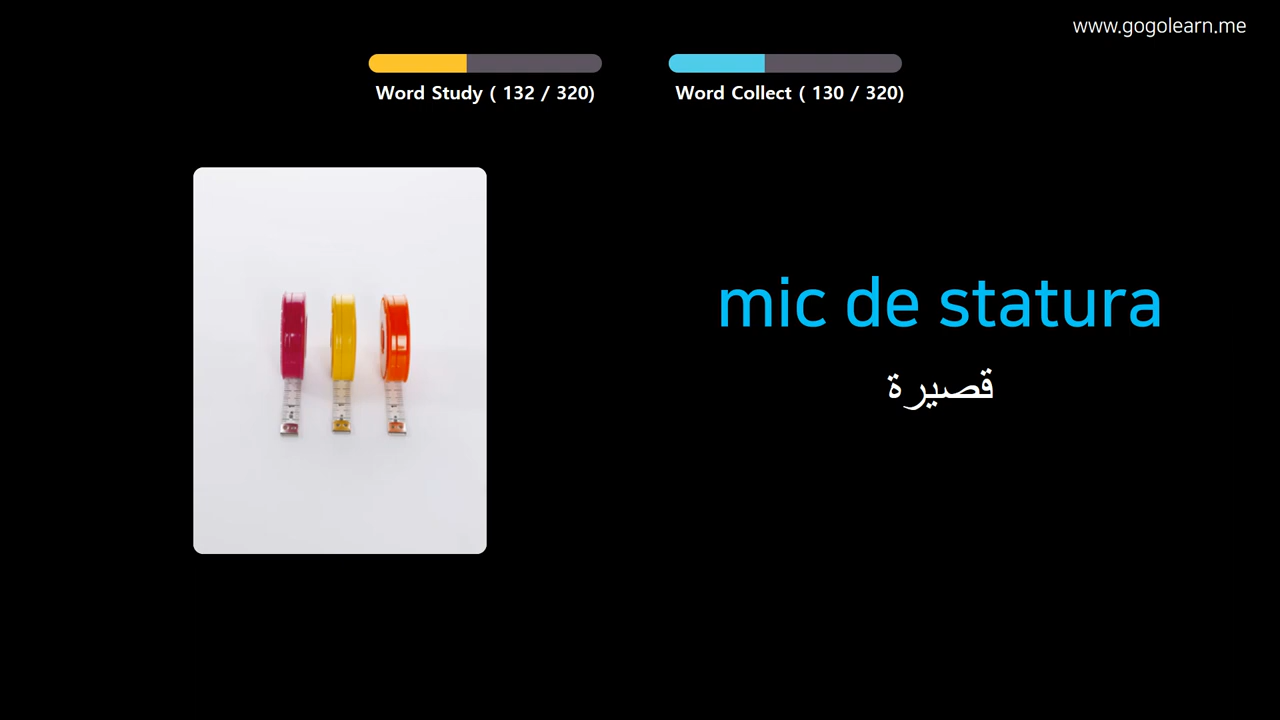 www.gogolearn.me
Word Study ( 132 / 320)
Word Collect ( 130 / 320)
mic de statura
قصيرة